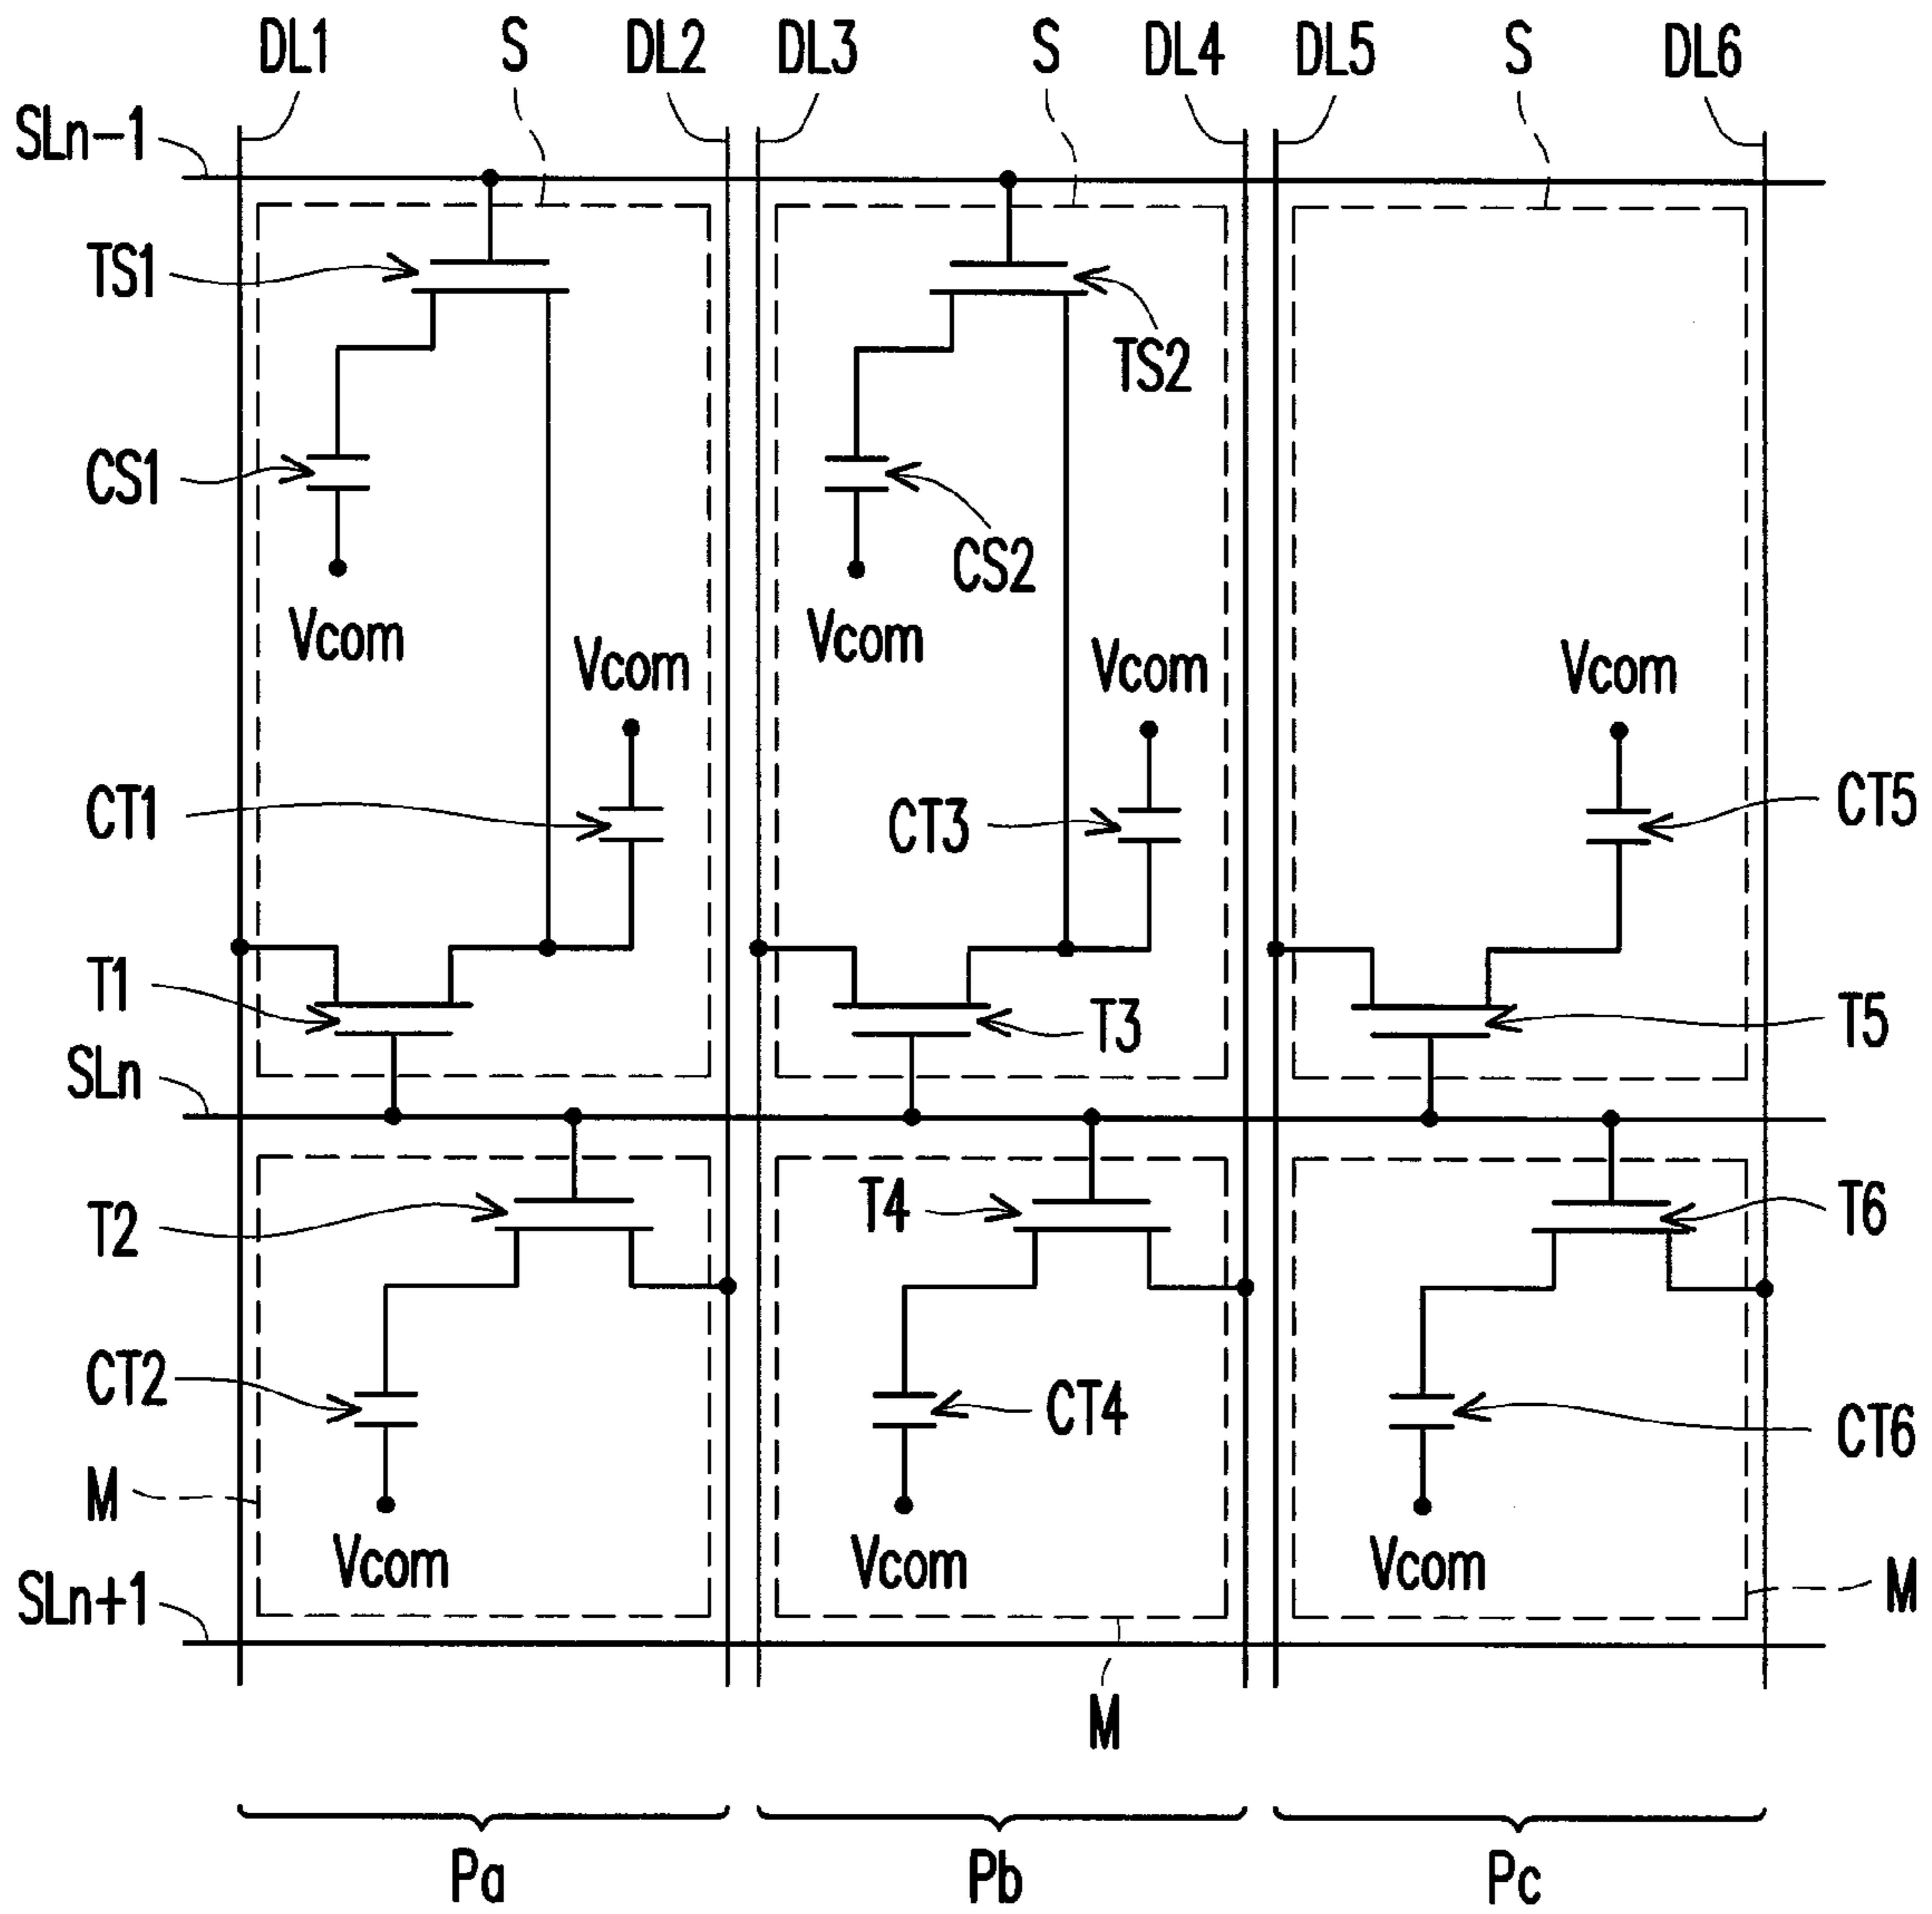 DL1 S DL2 DL3 S DL4 DL5 S DL6
SLn-1
TS1
TS2
CS1
CS2
Vcom Vcom
Vcom Vcom Vcom
CT1 CT3 CT5
T1 T3 T5
SLn
T2 T4 T6
CT2 CT4 CT6
M
Vcom Vcom Vcom
SLn+1 M
M
Pa Pb Pc